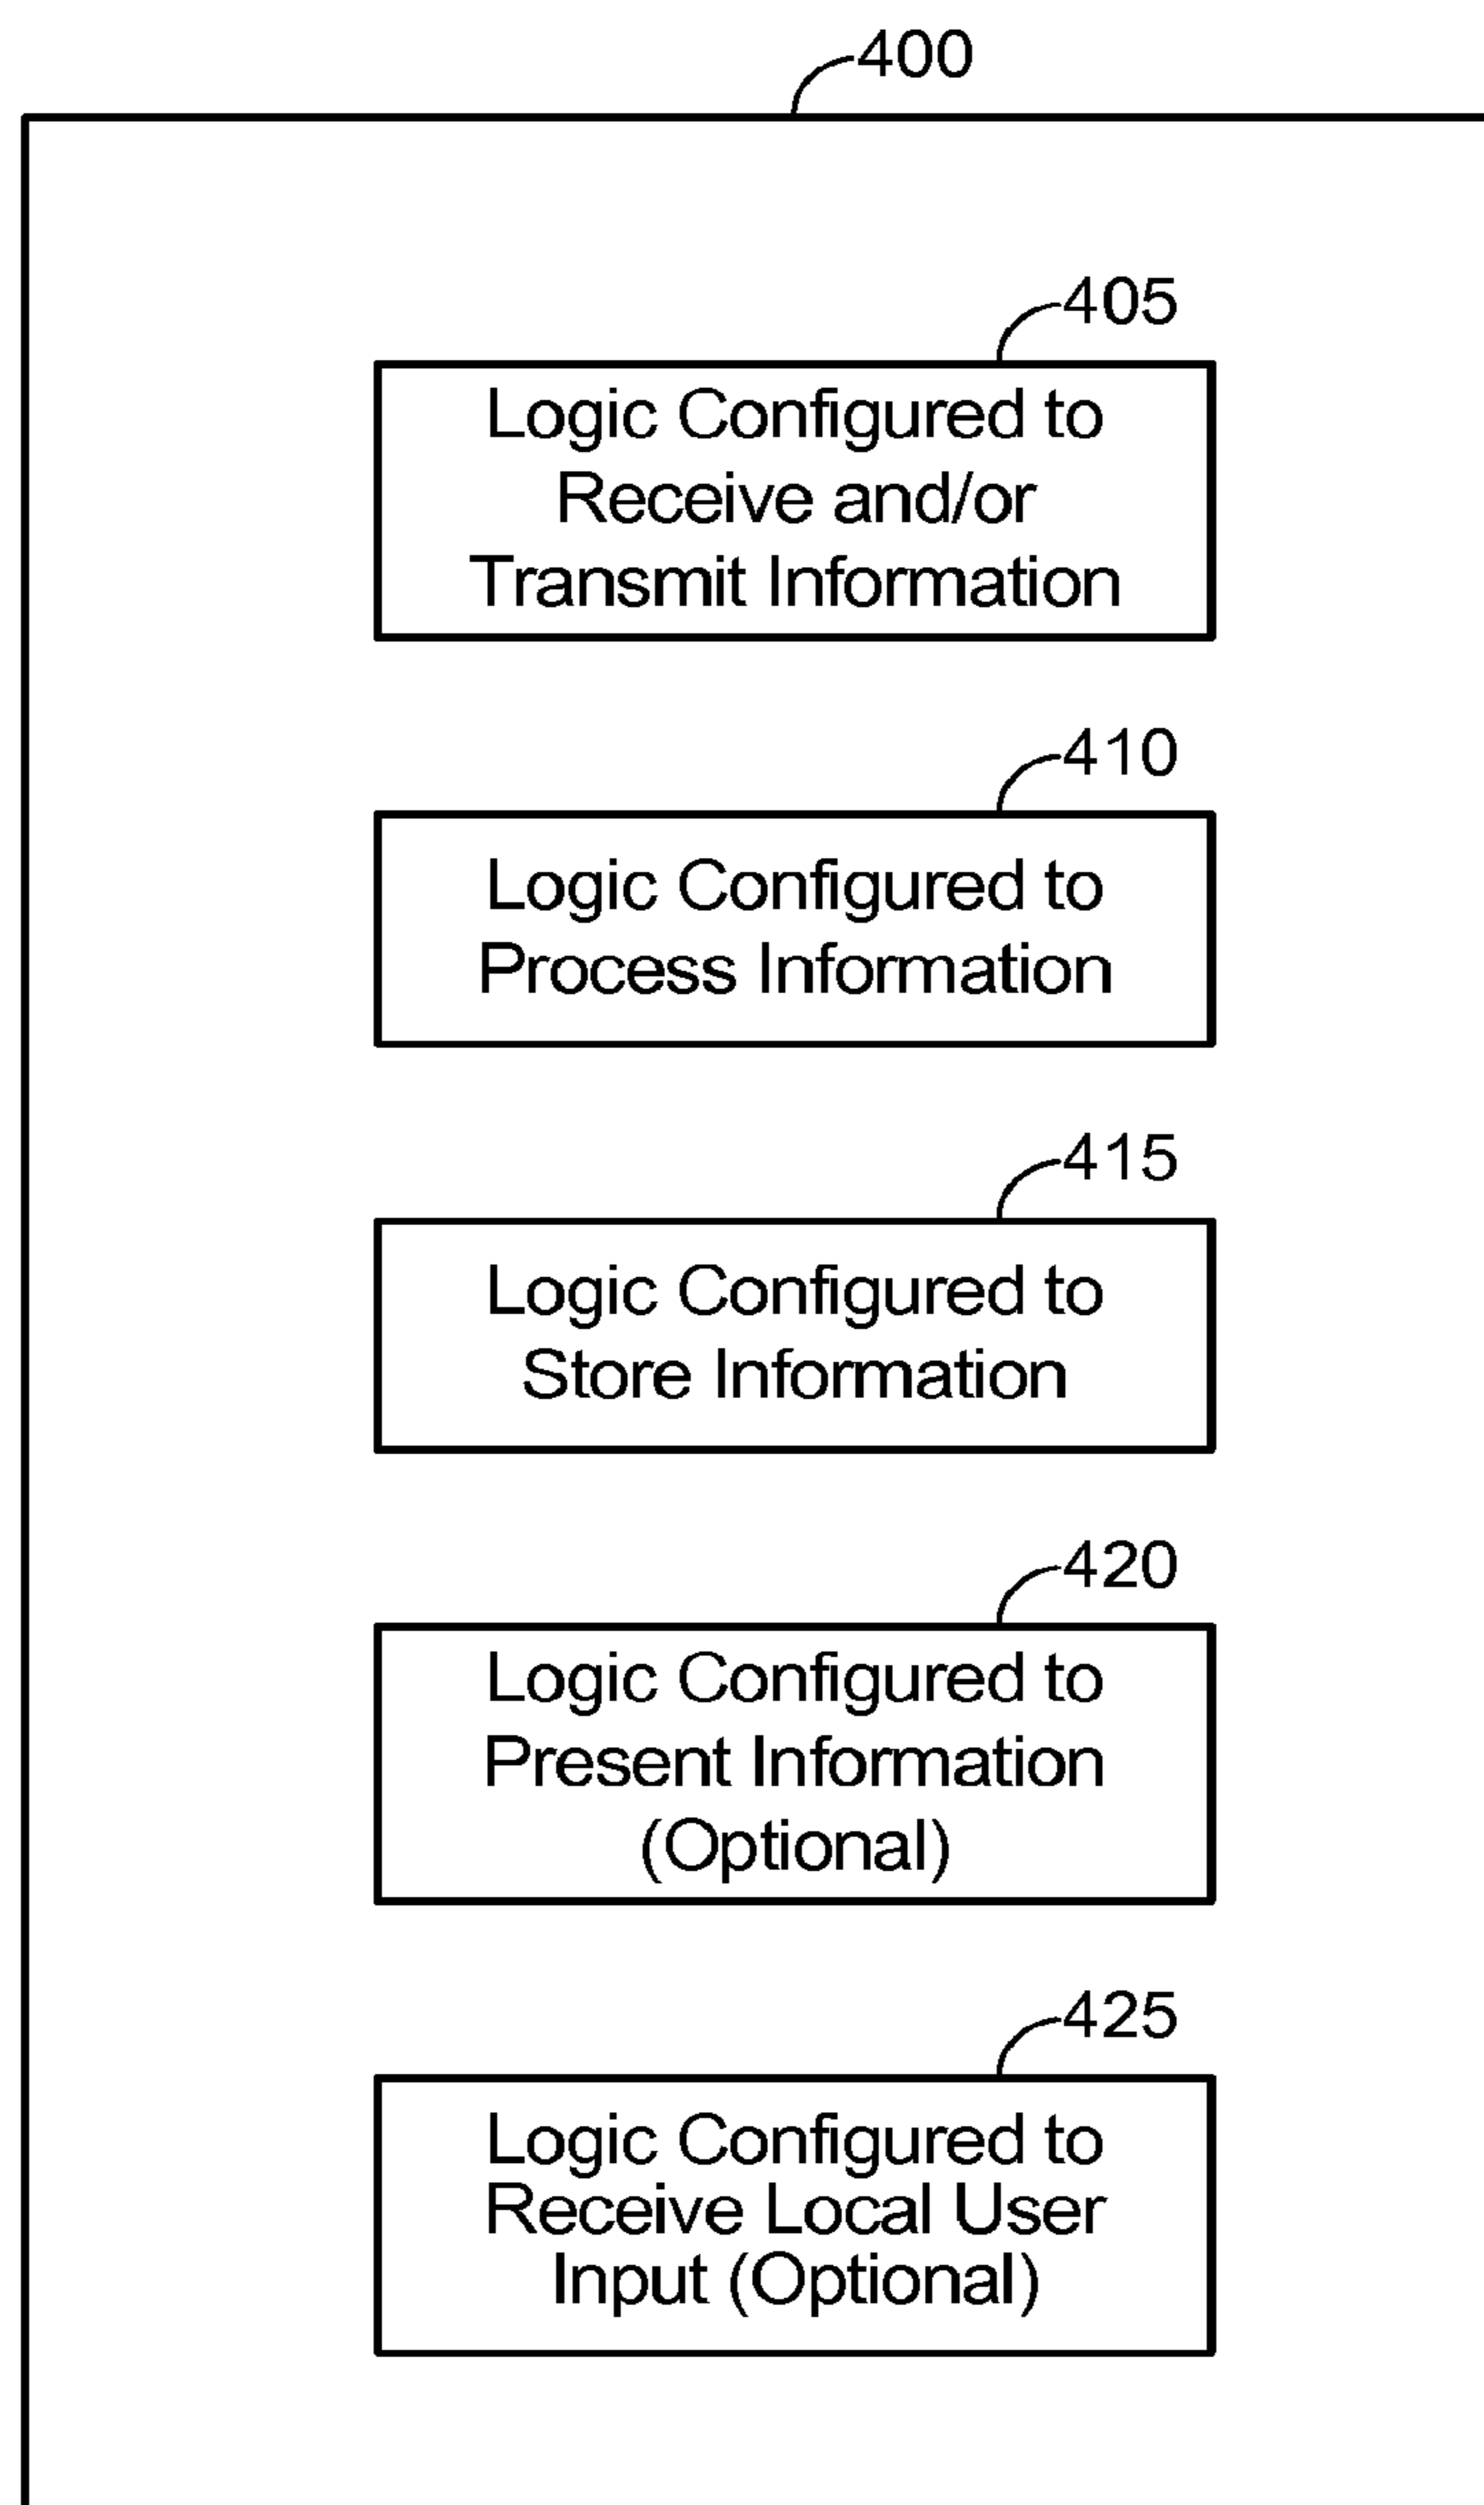 400
405
Logic Configured to
Receive and/or
Transmit Information
410
Logic Configured to
Process Information
415
Logic Configured to
Store Information
420
Logic Configured to
Present Information
(Optional)
425
Logic Configured to
Receive Local User
Input (Optional)